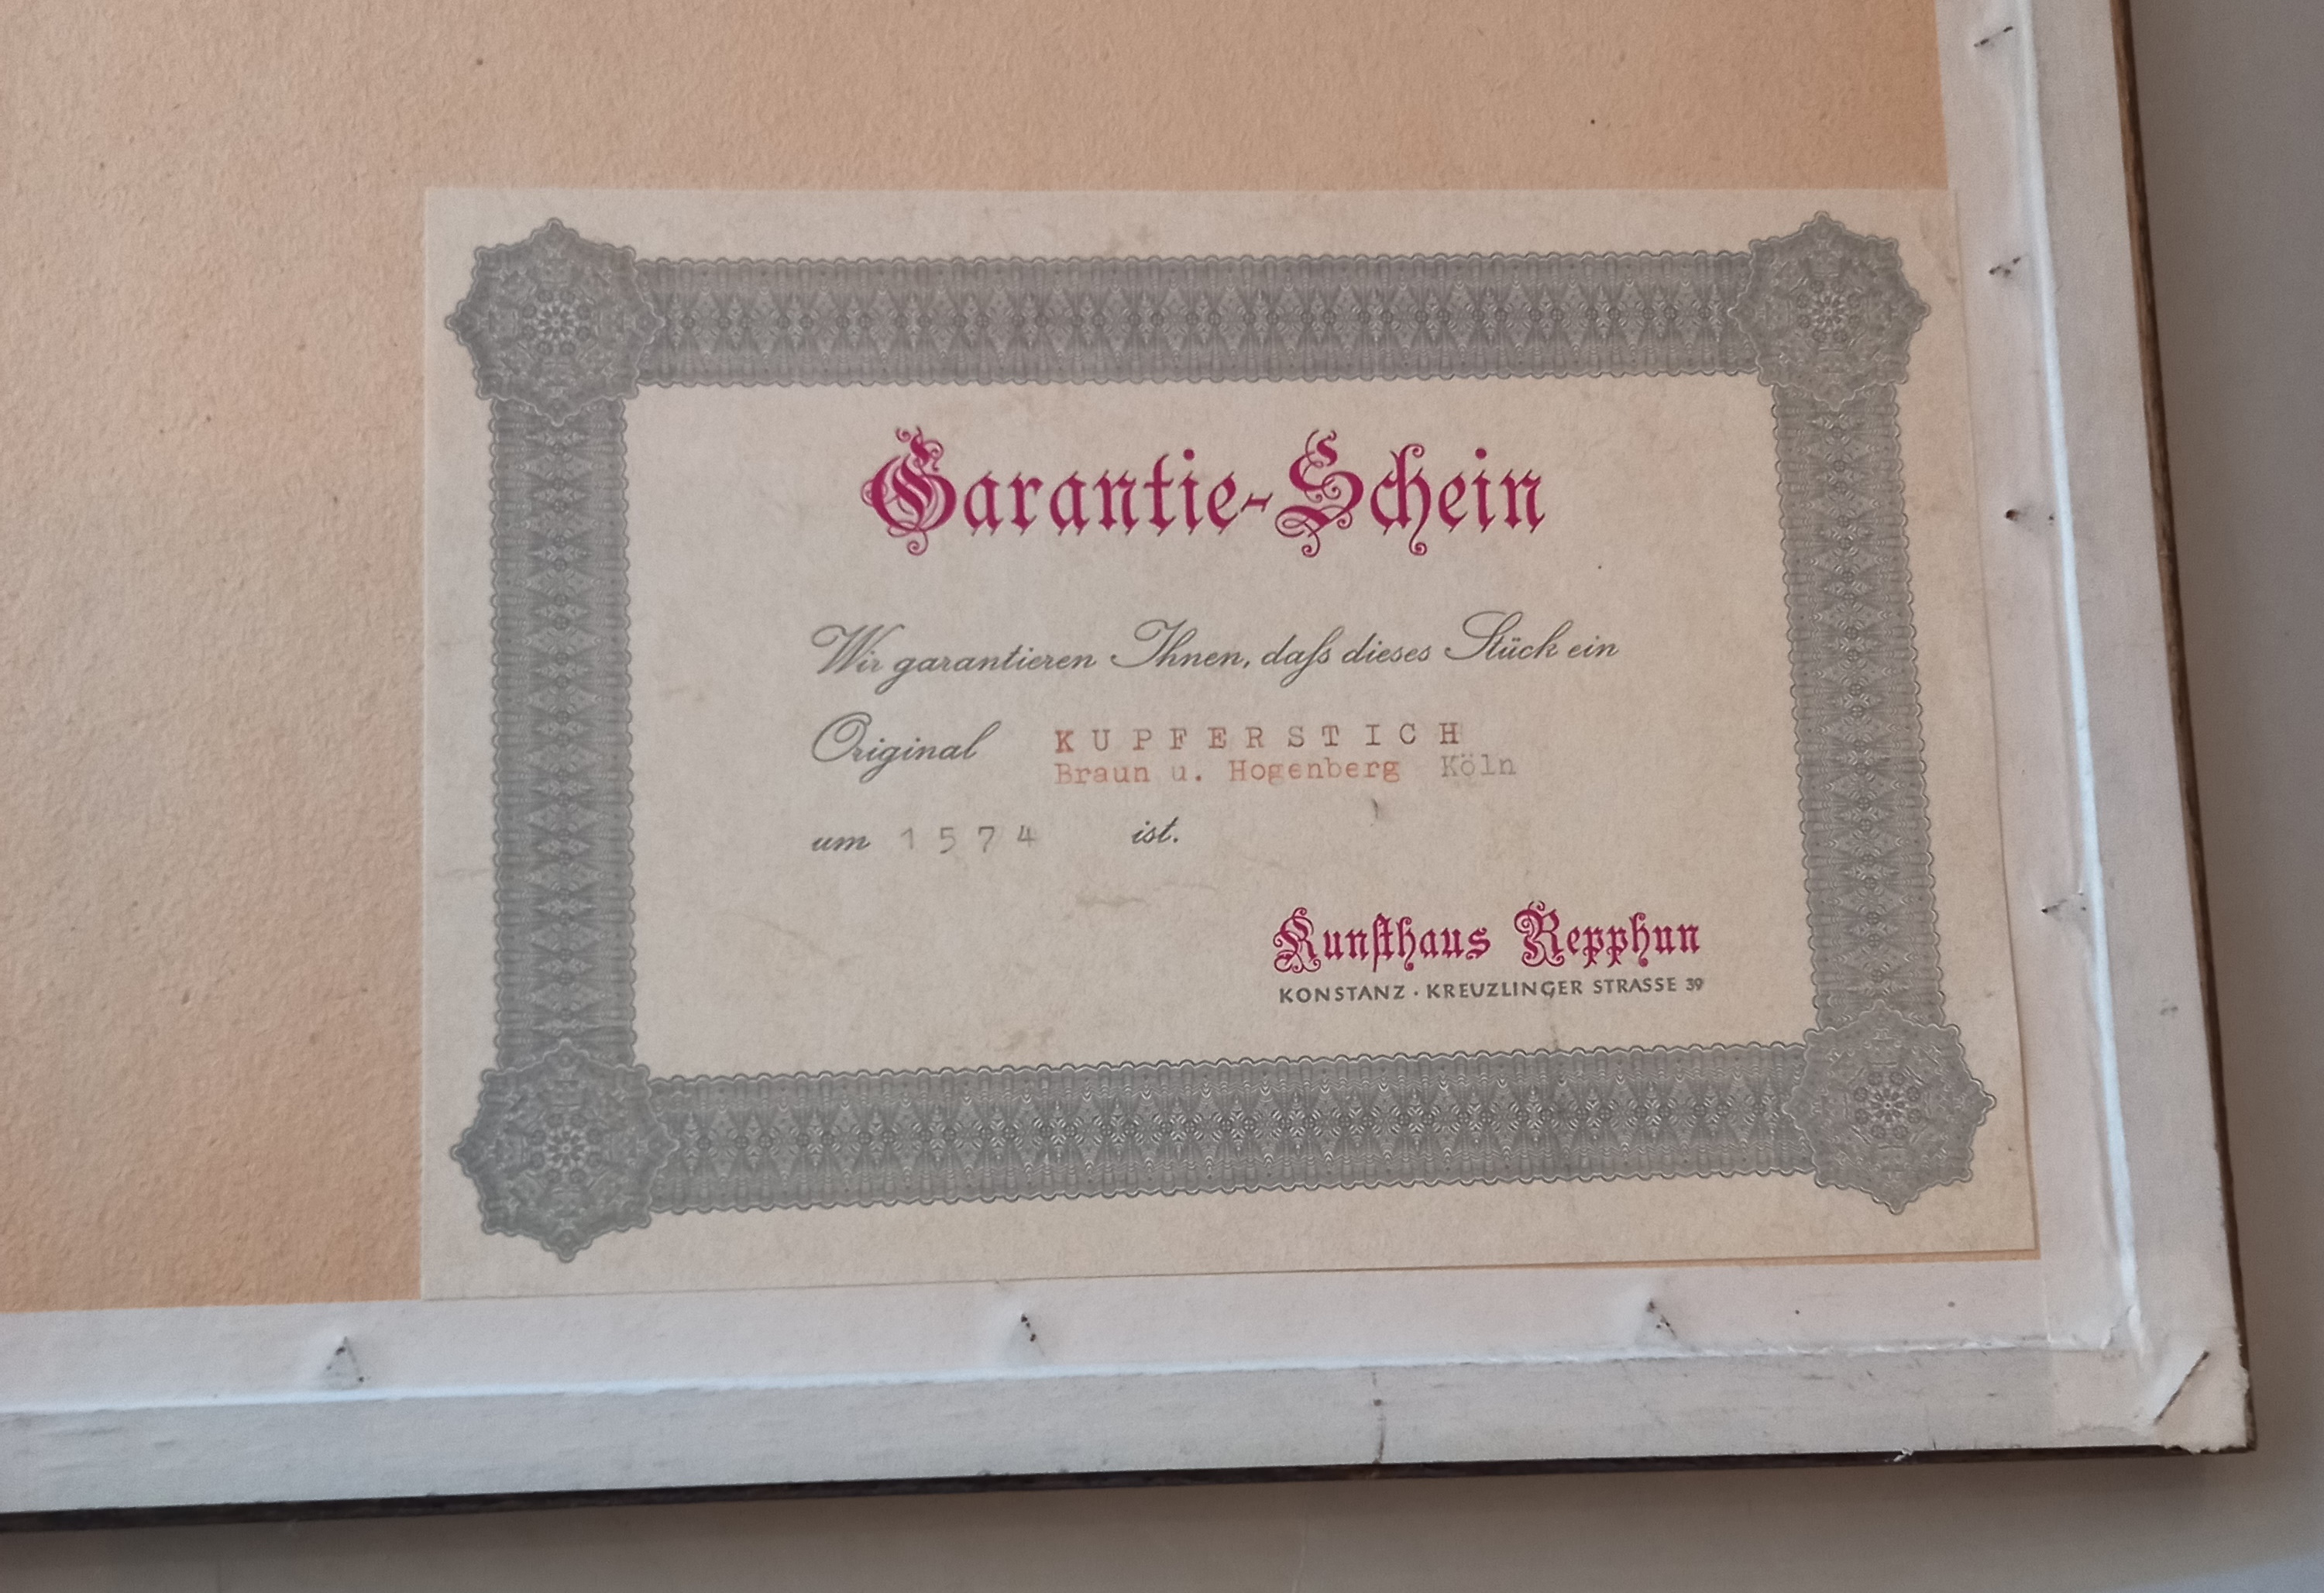 Garantie-Schein
Wir garantieren Ihnen, daſs dieses Stück ein
Original KUPFERSTICH
Braun u. Hogenberg Köln
um 1574 ist.
Kunsthaus Repphun
KONSTANZ · KREUZLINGER STRASSE 39